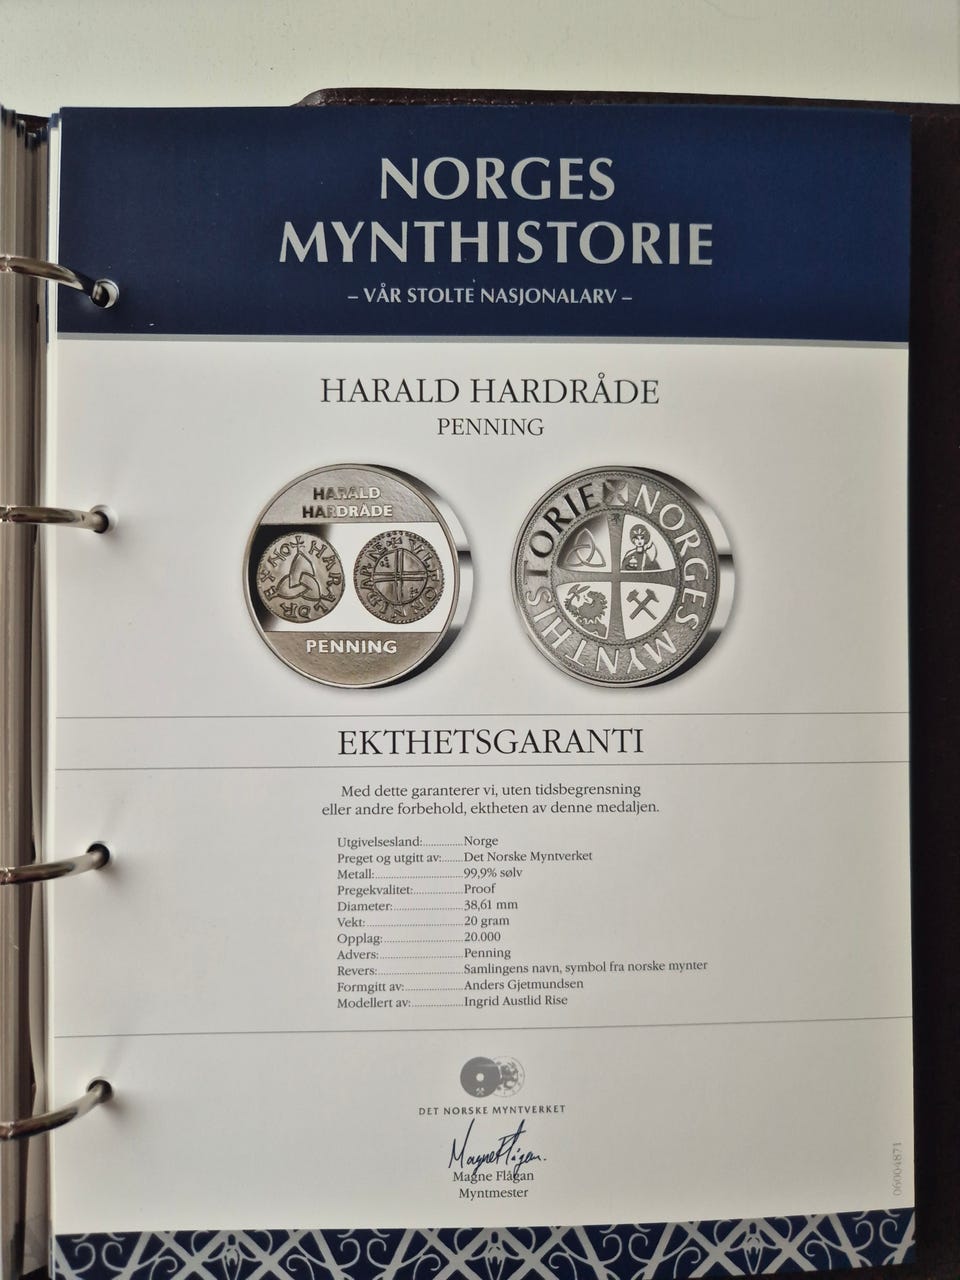 NORGES
MYNTHISTORIE
– VÅR STOLTE NASJONALARV –
HARALD HARDRÅDE
PENNING
HARALD
HARDRÅDE
PENNING
NORGES MYNTHISTORIE
EKTHETSGARANTI
Med dette garanterer vi, uten tidsbegrensning
eller andre forbehold, ektheten av denne medaljen.
Utgivelsesland:..............Norge
Preget og utgitt av:.......Det Norske Myntverket
Metall:..............................99,9% sølv
Pregekvalitet:.................Proof
Diameter:........................38,61 mm
Vekt:.................................20 gram
Opplag:............................20.000
Advers:............................Penning
Revers:.............................Samlingens navn, symbol fra norske mynter
Formgitt av:....................Anders Gjetmundsen
Modellert av:..................Ingrid Austlid Rise
DET NORSKE MYNTVERKET
Magne Flågan.
Magne Flågan
Myntmester
06004871